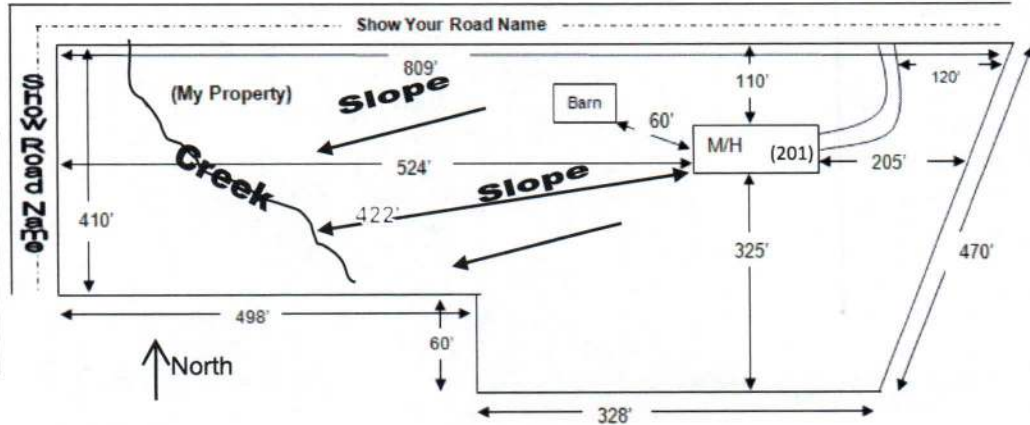 Show Your Road Name
Show Road Name
809'
110'
120'
(My Property)
Slope
Barn
60'
M/H
(201)
Creek
524'
205'
Slope
410'
422'
325'
470'
498'
60'
North
328'